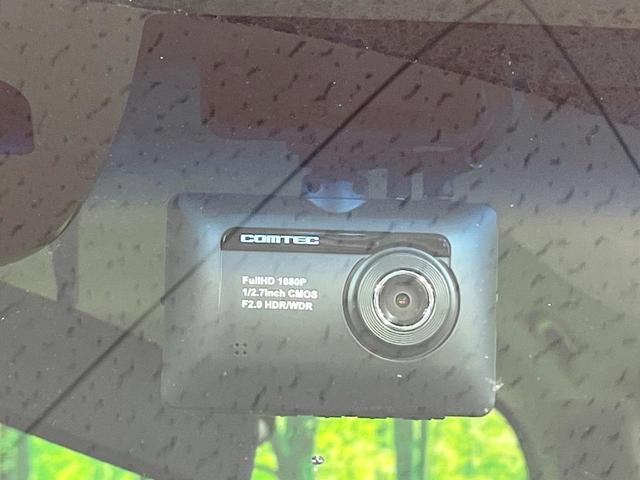 COMTEC
FullHD 1080P
1/2.7inch CMOS
F2.0 HDR/WDR